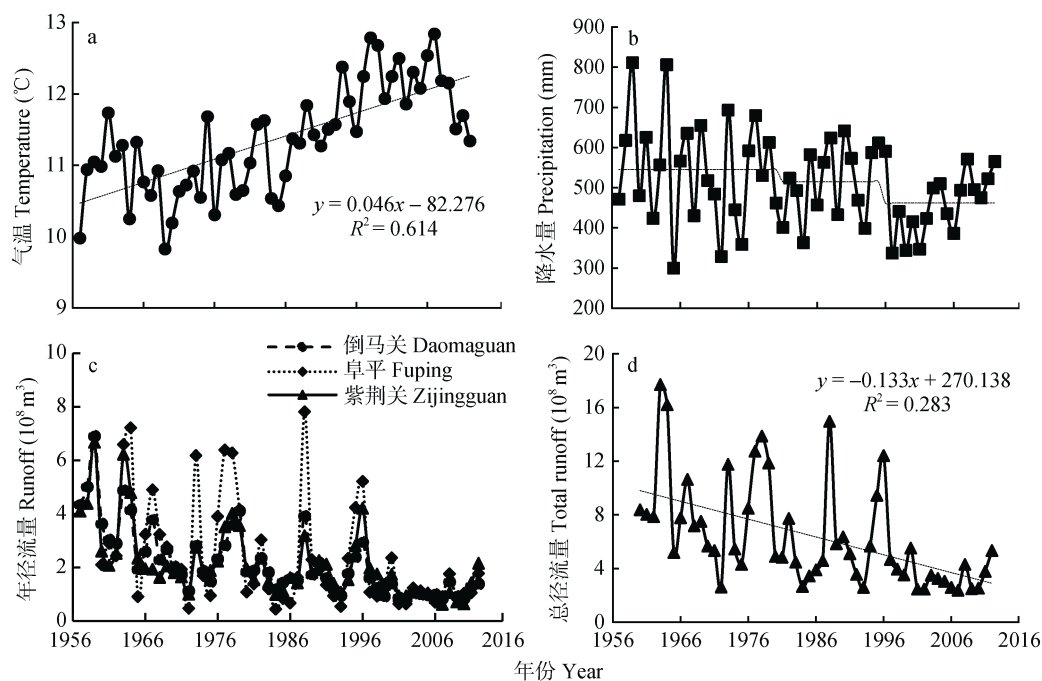 13
12
11
10
9
气温 Temperature (℃)
a
y = 0.046x – 82.276
R² = 0.614
900
800
700
600
500
400
300
200
降水量 Precipitation (mm)
b
10
8
6
4
2
0
年径流量 Runoff (10⁸ m³)
c
倒马关 Daomaguan
阜平 Fuping
紫荆关 Zijingguan
1956 1966 1976 1986 1996 2006 2016
20
16
12
8
4
0
总径流量 Total runoff (10⁸ m³)
d
y = –0.133x + 270.138
R² = 0.283
1956 1966 1976 1986 1996 2006 2016
年份 Year